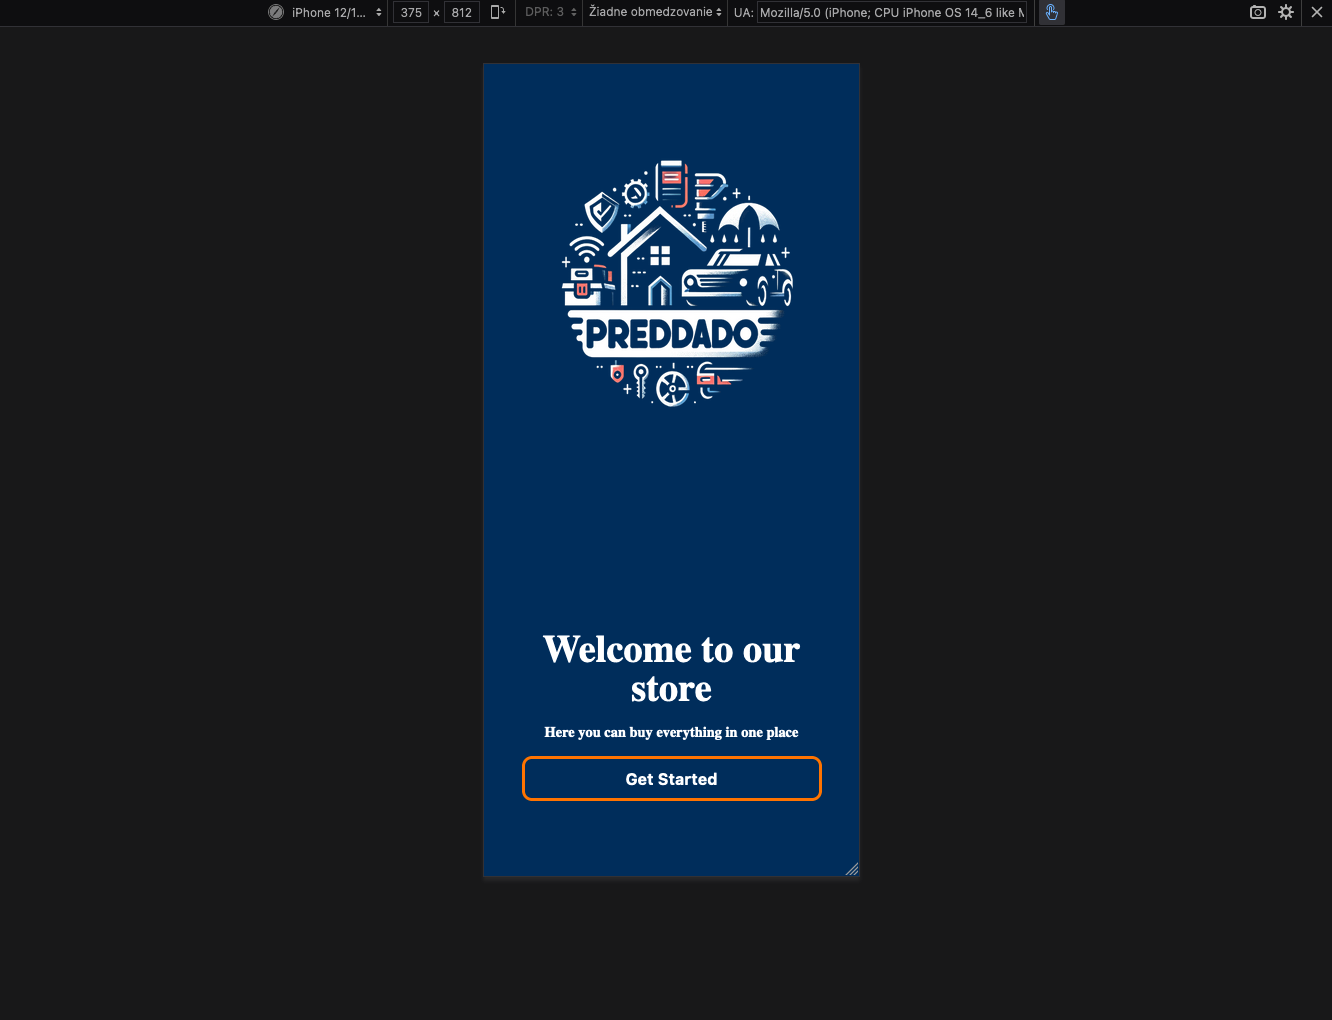 iPhone 12/1... 375 × 812 DPR: 3 Žiadne obmedzovanie UA: Mozilla/5.0 (iPhone; CPU iPhone OS 14_6 like M
PREDDADO
Welcome to our
store
Here you can buy everything in one place
Get Started